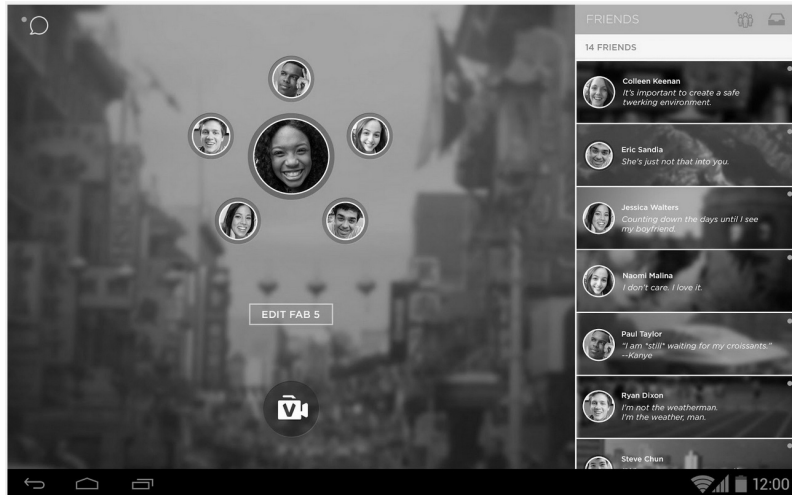 FRIENDS
14 FRIENDS
Colleen Keenan
It's important to create a safe
twerking environment.
Eric Sandia
She's just not that into you.
Jessica Walters
Counting down the days until I see
my boyfriend.
Naomi Malina
I don't care. I love it.
Paul Taylor
"I am *still* waiting for my croissants."
--Kanye
Ryan Dixon
I'm not the weatherman.
I'm the weather, man.
Steve Chun
EDIT FAB 5
V
12:00